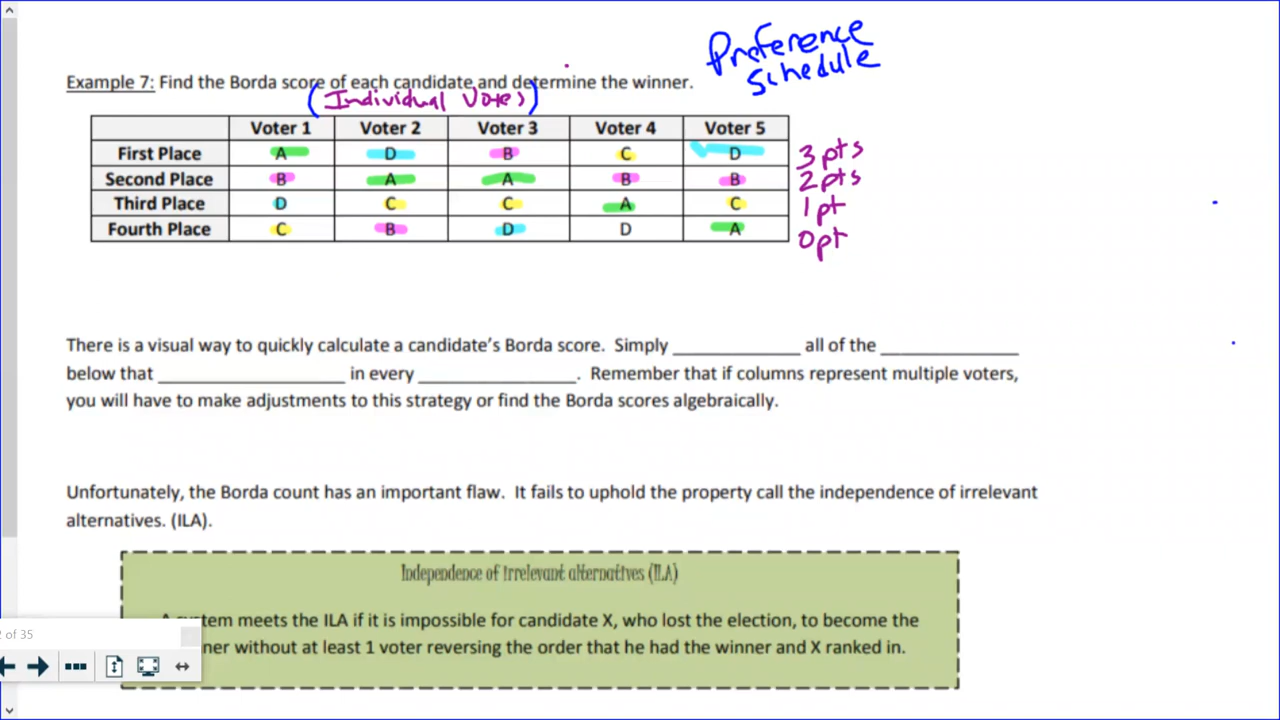 Preference
Schedule
Example 7: Find the Borda score of each candidate and determine the winner.
(Individual Votes)
Voter 1 Voter 2 Voter 3 Voter 4 Voter 5
First Place A D B C D 3 pts
Second Place B A A B B 2 pts
Third Place D C C A C 1 pt
Fourth Place C B D D A 0 pt
There is a visual way to quickly calculate a candidate's Borda score. Simply ____________ all of the _____________
below that _________________ in every ______________. Remember that if columns represent multiple voters,
you will have to make adjustments to this strategy or find the Borda scores algebraically.
Unfortunately, the Borda count has an important flaw. It fails to uphold the property call the independence of irrelevant
alternatives. (ILA).
Independence of irrelevant alternatives (ILA)
A system meets the ILA if it is impossible for candidate X, who lost the election, to become the
ner without at least 1 voter reversing the order that he had the winner and X ranked in.
2 of 35